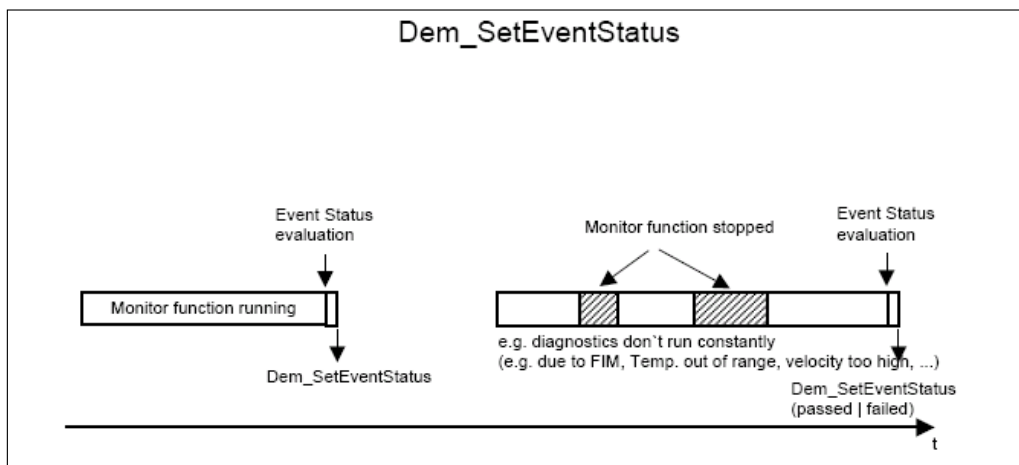 Dem_SetEventStatus
Event Status
evaluation
Monitor function stopped
Event Status
evaluation
Monitor function running
e.g. diagnostics don`t run constantly
(e.g. due to FIM, Temp. out of range, velocity too high, ...)
Dem_SetEventStatus
Dem_SetEventStatus
(passed | failed)
t